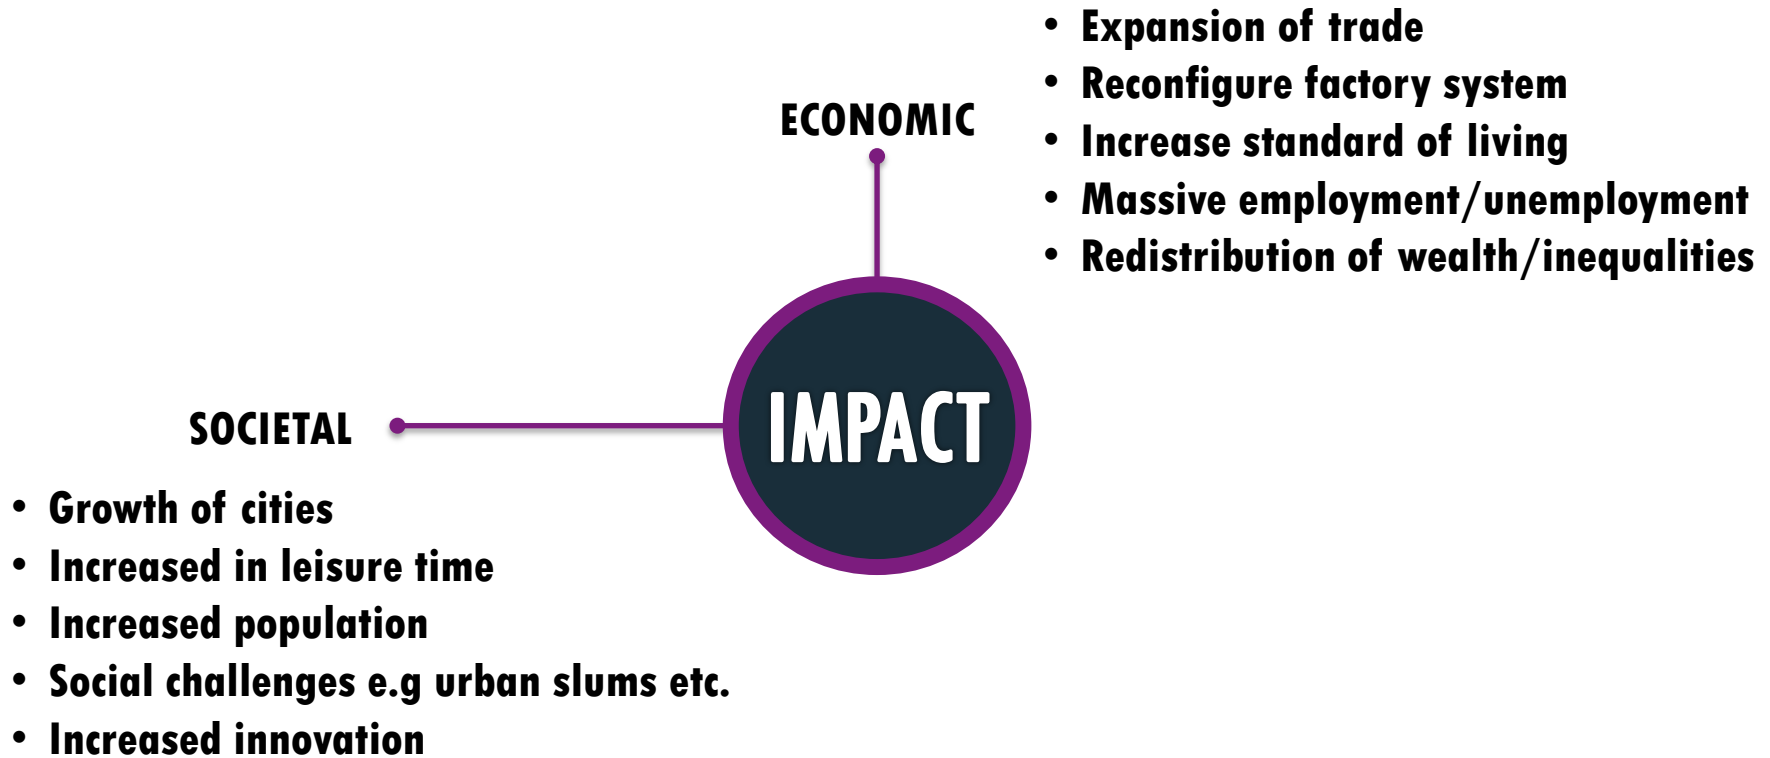 • Expansion of trade
• Reconfigure factory system
• Increase standard of living
• Massive employment/unemployment
• Redistribution of wealth/inequalities
ECONOMIC
IMPACT
SOCIETAL
• Growth of cities
• Increased in leisure time
• Increased population
• Social challenges e.g urban slums etc.
• Increased innovation